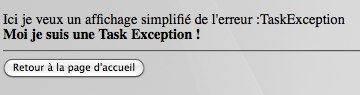 Ici je veux un affichage simplifié de l'erreur :TaskException
Moi je suis une Task Exception !
Retour à la page d'accueil